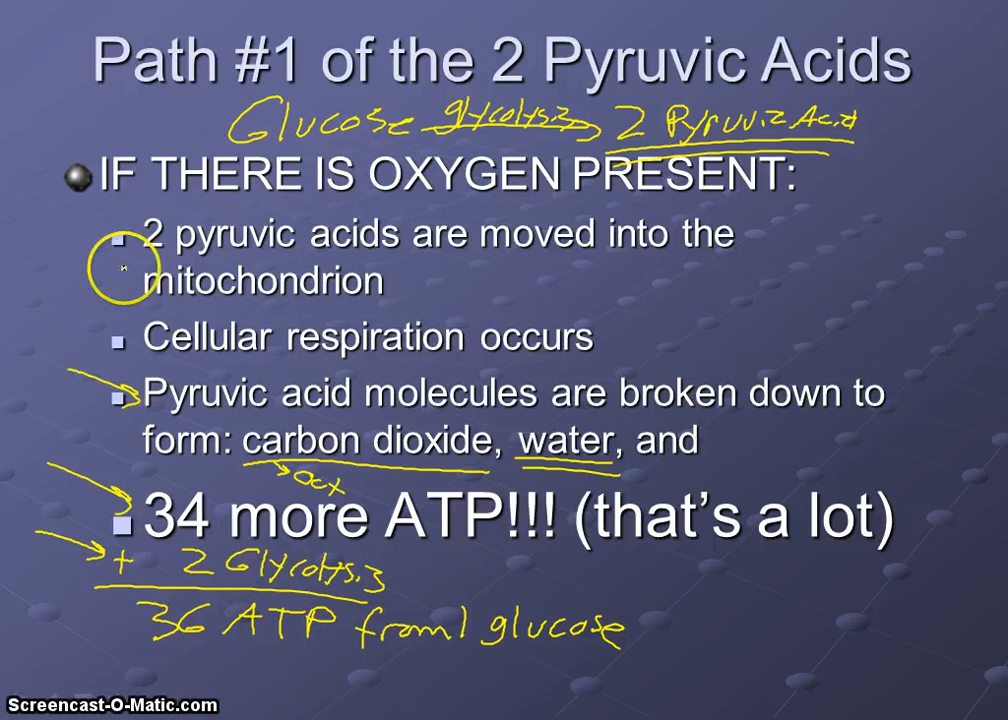 Path #1 of the 2 Pyruvic Acids
Glucose glycolysis 2 Pyruvic Acid
IF THERE IS OXYGEN PRESENT:
2 pyruvic acids are moved into the
mitochondrion
Cellular respiration occurs
Pyruvic acid molecules are broken down to
form: carbon dioxide, water, and
out
34 more ATP!!! (that's a lot)
+ 2 Glycolysis
36 ATP from 1 glucose
Screencast-O-Matic.com